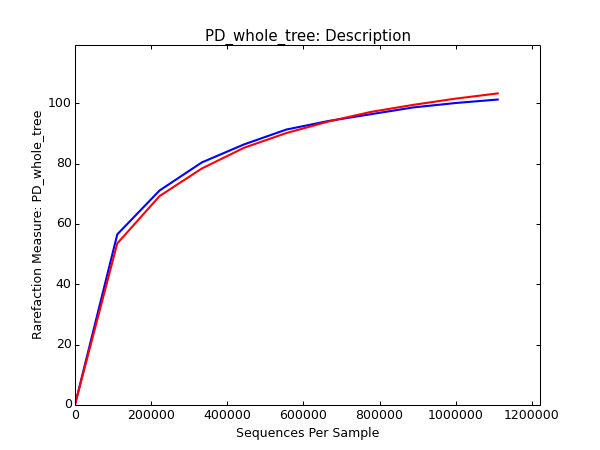 PD_whole_tree: Description
Rarefaction Measure: PD_whole_tree
100
80
60
40
20
0
0 200000 400000 600000 800000 1000000 1200000
Sequences Per Sample